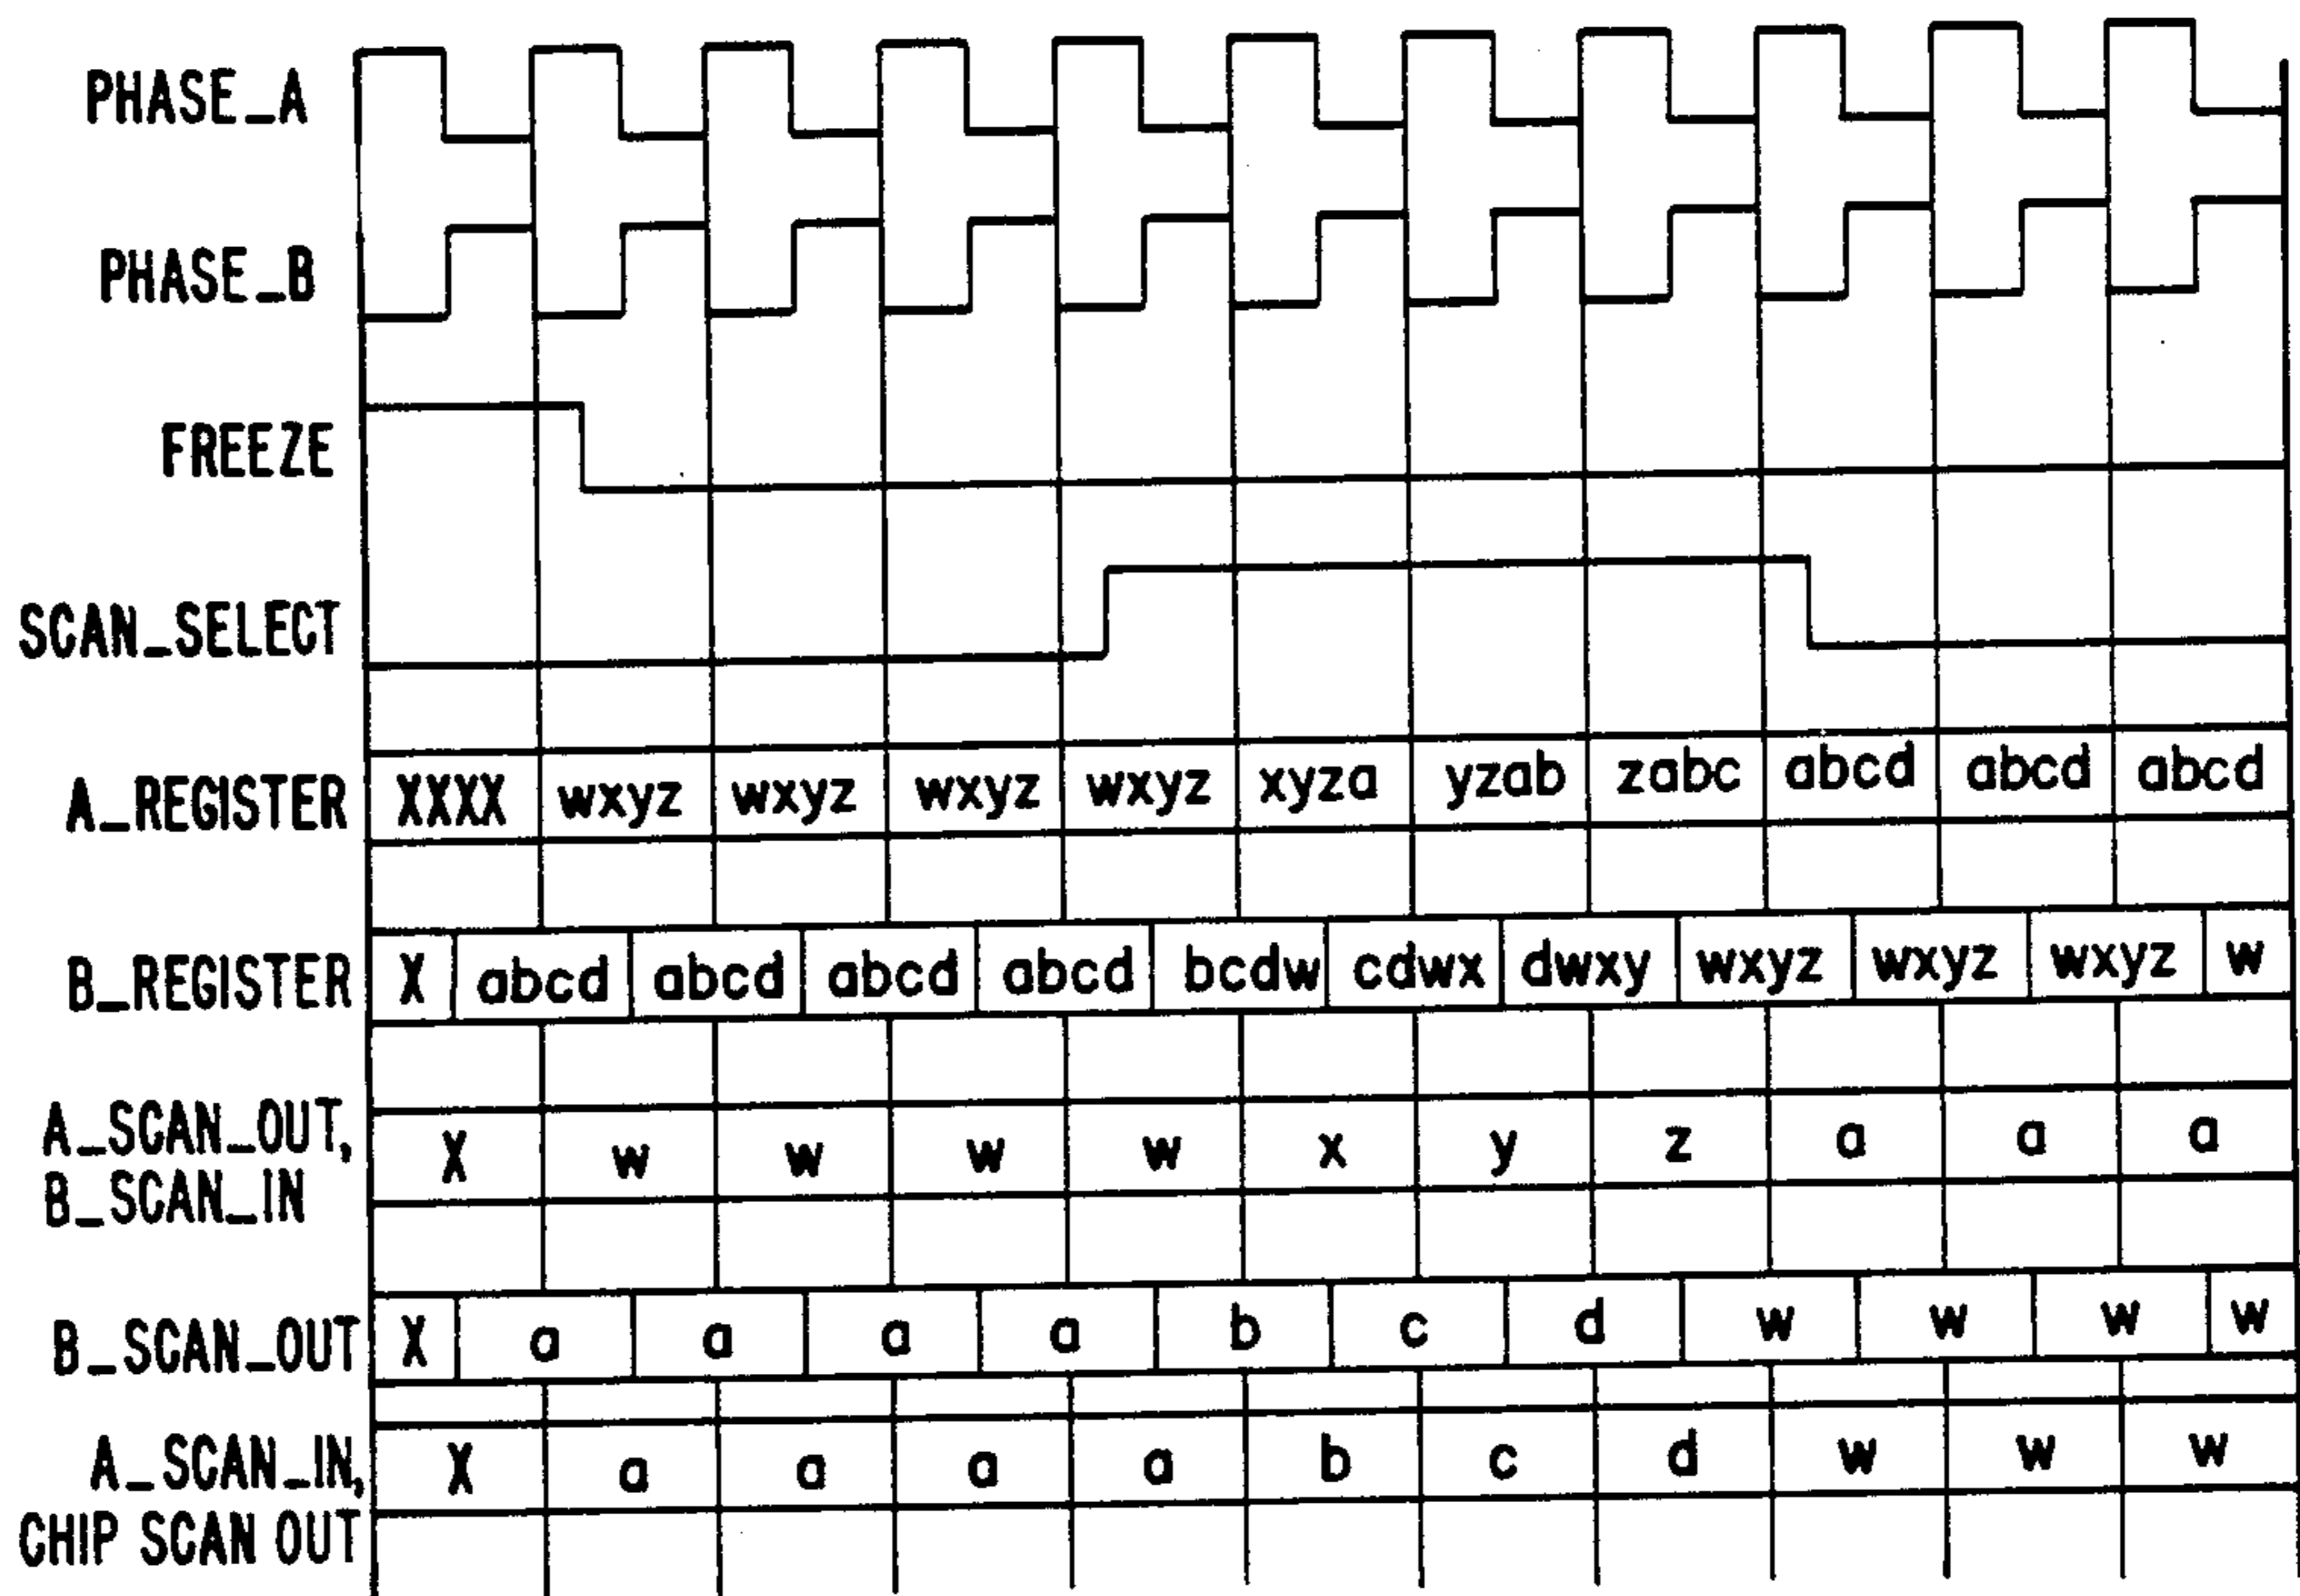 PHASE_A
PHASE_B
FREEZE
SCAN_SELECT
A_REGISTER XXXX wxyz wxyz wxyz wxyz xyza yzab zabc abcd abcd abcd
B_REGISTER X abcd abcd abcd abcd bcdw cdwx dwxy wxyz wxyz wxyz w
A_SCAN_OUT,
B_SCAN_IN X w w w w x y z a a a
B_SCAN_OUT X a a a a b c d w w w w
A_SCAN_IN, X a a a a b c d w w w
CHIP SCAN OUT